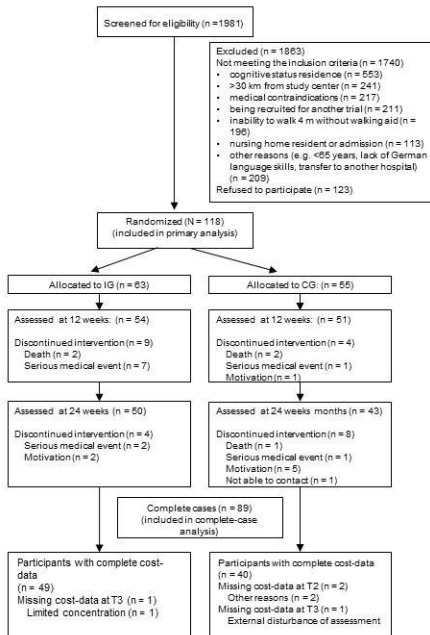 Screened for eligibility (n =1981)
Excluded (n = 1863)
Not meeting the inclusion criteria (n = 1740)
• cognitive status residence (n = 553)
• >30 km from study center (n = 241)
• medical contraindications (n = 217)
• being recruited for another trial (n = 211)
• inability to walk 4 m without walking aid (n =
196)
• nursing home resident or admission (n = 113)
• other reasons (e.g. <65 years, lack of German
language skills, transfer to another hospital)
(n = 209)
Refused to participate (n = 123)
Randomized (N = 118)
(included in primary analysis)
Allocated to IG (n = 63)
Assessed at 12 weeks: (n = 54)
Discontinued intervention (n = 9)
Death (n = 2)
Serious medical event (n = 7)
Assessed at 24 weeks (n = 50)
Discontinued intervention (n = 4)
Serious medical event (n = 2)
Motivation (n = 2)
Allocated to CG: (n = 55)
Assessed at 12 weeks: (n = 51)
Discontinued intervention (n = 4)
Death (n = 2)
Serious medical event (n = 1)
Motivation (n = 1)
Assessed at 24 weeks months (n = 43)
Discontinued intervention (n = 8)
Death (n = 1)
Serious medical event (n = 1)
Motivation (n = 5)
Not able to contact (n = 1)
Complete cases (n = 89)
(included in complete-case
analysis)
Participants with complete cost-
data
(n = 49)
Missing cost-data at T3 (n = 1)
Limited concentration (n = 1)
Participants with complete cost-data
(n = 40)
Missing cost-data at T2 (n = 2)
Other reasons (n = 2)
Missing cost-data at T3 (n = 1)
External disturbance of assessment